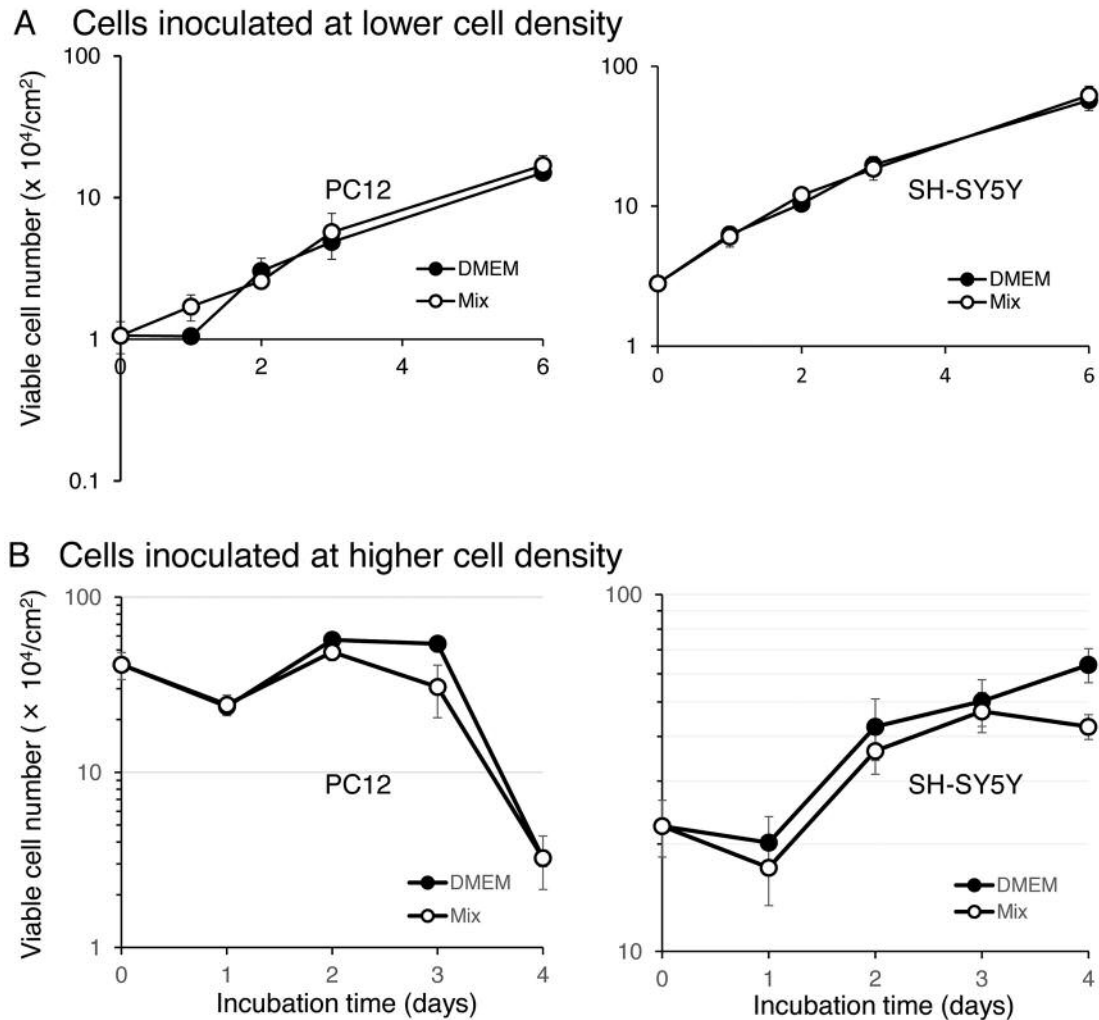 A Cells inoculated at lower cell density
Viable cell number (x 10⁴/cm²)
100
10
1
0.1
0
2
4
6
PC12
DMEM
Mix
100
10
1
0
2
4
6
SH-SY5Y
DMEM
Mix
B Cells inoculated at higher cell density
Viable cell number (× 10⁴/cm²)
100
10
1
0
1
2
3
4
PC12
DMEM
Mix
Incubation time (days)
100
10
0
1
2
3
4
SH-SY5Y
DMEM
Mix
Incubation time (days)